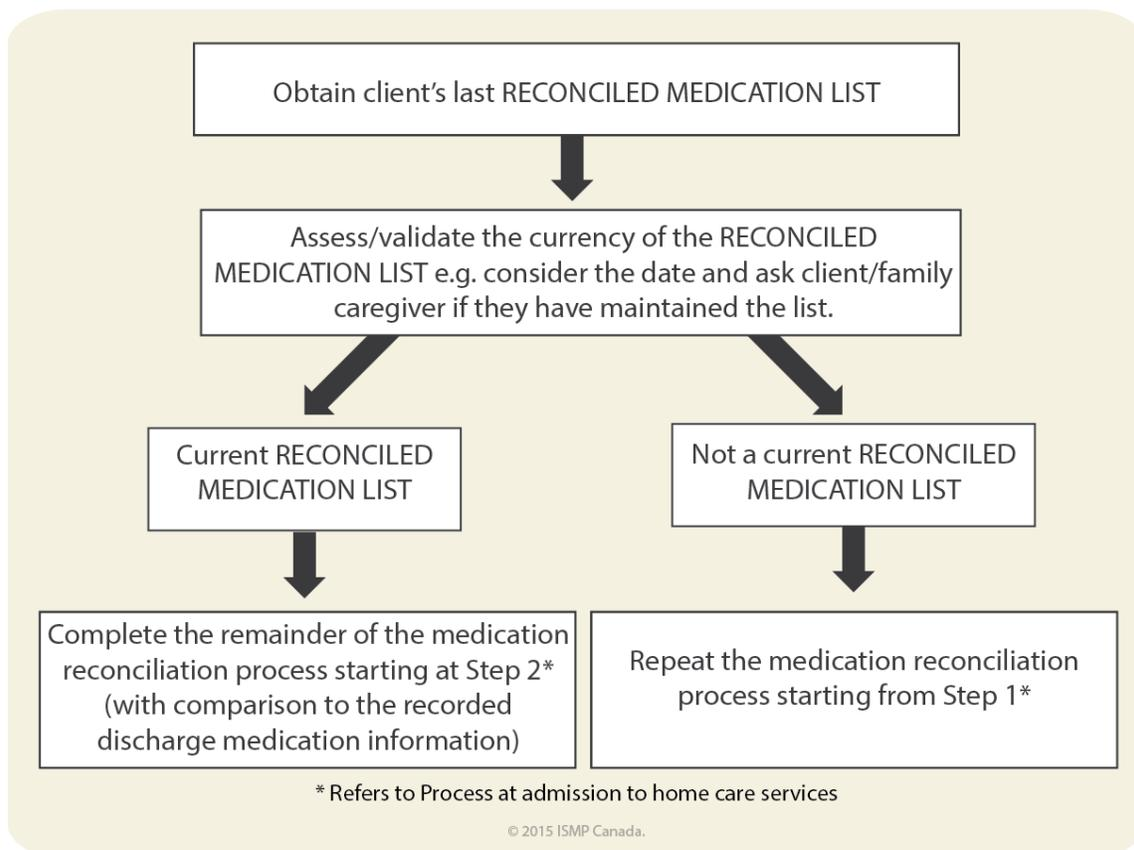 Obtain client’s last RECONCILED MEDICATION LIST
Assess/validate the currency of the RECONCILED
MEDICATION LIST e.g. consider the date and ask client/family
caregiver if they have maintained the list.
Current RECONCILED
MEDICATION LIST
Not a current RECONCILED
MEDICATION LIST
Complete the remainder of the medication
reconciliation process starting at Step 2*
(with comparison to the recorded
discharge medication information)
Repeat the medication reconciliation
process starting from Step 1*
* Refers to Process at admission to home care services
© 2015 ISMP Canada.